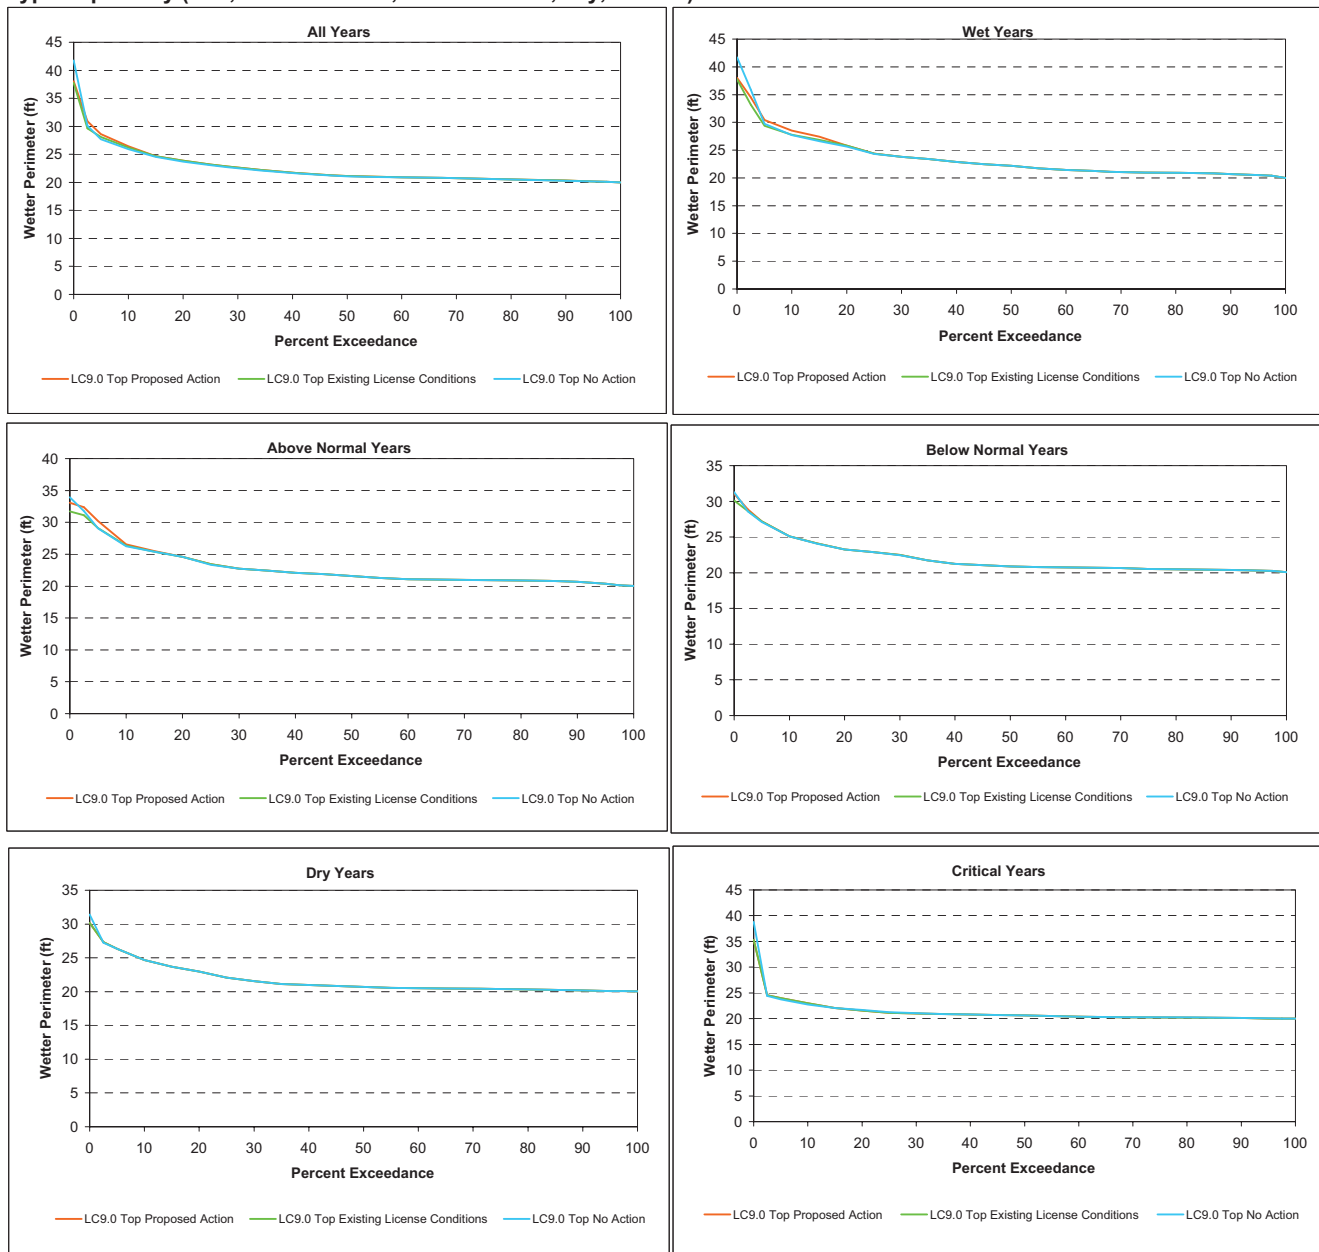 All Years
45
40
35
30
25
20
15
10
5
0
Wetter Perimeter (ft)
0 10 20 30 40 50 60 70 80 90 100
Percent Exceedance
LC9.0 Top Proposed Action LC9.0 Top Existing License Conditions LC9.0 Top No Action
Wet Years
45
40
35
30
25
20
15
10
5
0
Wetter Perimeter (ft)
0 10 20 30 40 50 60 70 80 90 100
Percent Exceedance
LC9.0 Top Proposed Action LC9.0 Top Existing License Conditions LC9.0 Top No Action
Above Normal Years
40
35
30
25
20
15
10
5
0
Wetter Perimeter (ft)
0 10 20 30 40 50 60 70 80 90 100
Percent Exceedance
LC9.0 Top Proposed Action LC9.0 Top Existing License Conditions LC9.0 Top No Action
Below Normal Years
35
30
25
20
15
10
5
0
Wetter Perimeter (ft)
0 10 20 30 40 50 60 70 80 90 100
Percent Exceedance
LC9.0 Top Proposed Action LC9.0 Top Existing License Conditions LC9.0 Top No Action
Dry Years
35
30
25
20
15
10
5
0
Wetter Perimeter (ft)
0 10 20 30 40 50 60 70 80 90 100
Percent Exceedance
LC9.0 Top Proposed Action LC9.0 Top Existing License Conditions LC9.0 Top No Action
Critical Years
45
40
35
30
25
20
15
10
5
0
Wetter Perimeter (ft)
0 10 20 30 40 50 60 70 80 90 100
Percent Exceedance
LC9.0 Top Proposed Action LC9.0 Top Existing License Conditions LC9.0 Top No Action